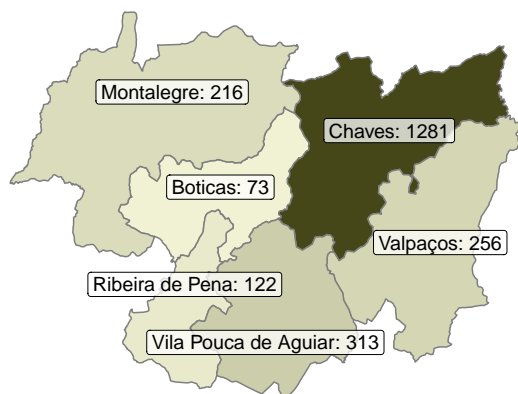 Montalegre: 216
Chaves: 1281
Boticas: 73
Valpaços: 256
Ribeira de Pena: 122
Vila Pouca de Aguiar: 313